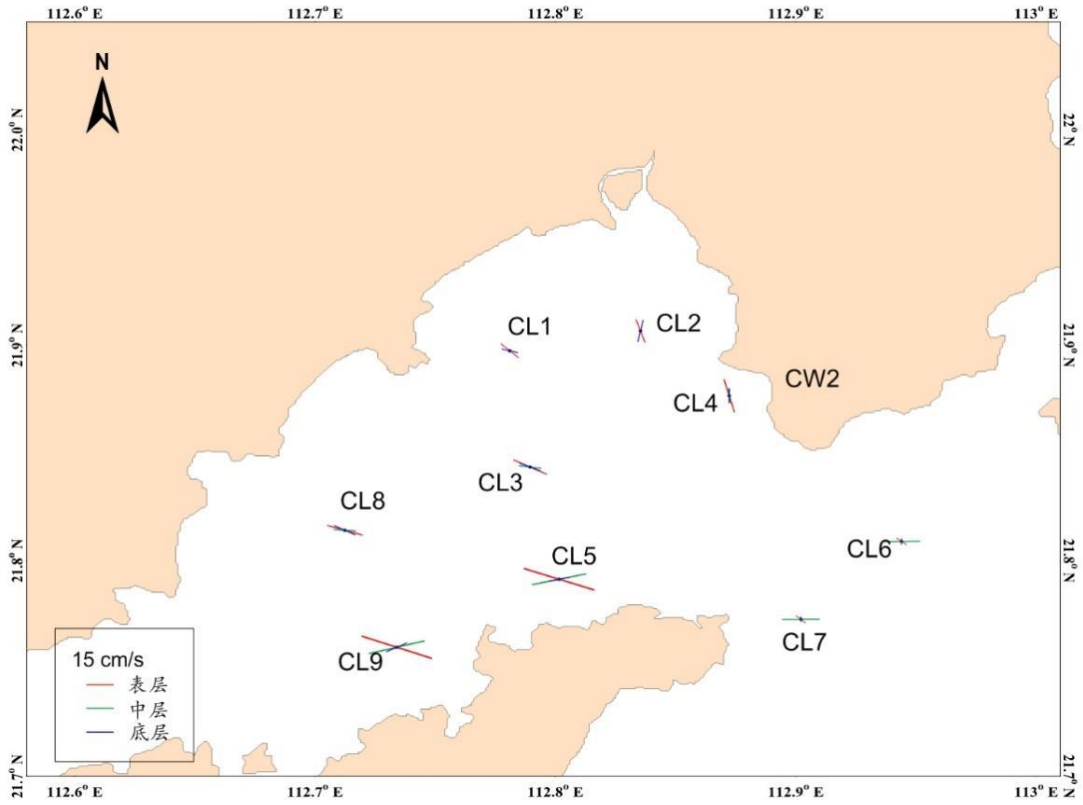 112.6° E 112.7° E 112.8° E 112.9° E 113° E
N
22.0° N
22° N
21.9° N
21.9° N
21.8° N
21.8° N
21.7° N
21.7° N
CL1
CL2
CW2
CL4
CL3
CL8
CL5
CL6
CL7
CL9
15 cm/s
表层
中层
底层
112.6° E 112.7° E 112.8° E 112.9° E 113° E